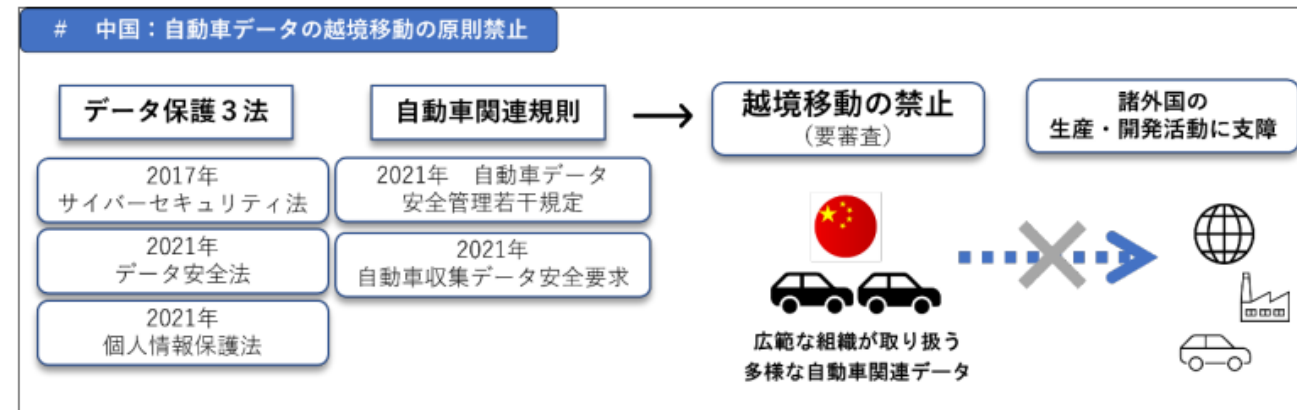 # 中国：自動車データの越境移動の原則禁止
データ保護３法
2017年
サイバーセキュリティ法
2021年
データ安全法
2021年
個人情報保護法
自動車関連規則
2021年　自動車データ
安全管理若干規定
2021年
自動車収集データ安全要求
越境移動の禁止
（要審査）
広範な組織が取り扱う
多様な自動車関連データ
諸外国の
生産・開発活動に支障